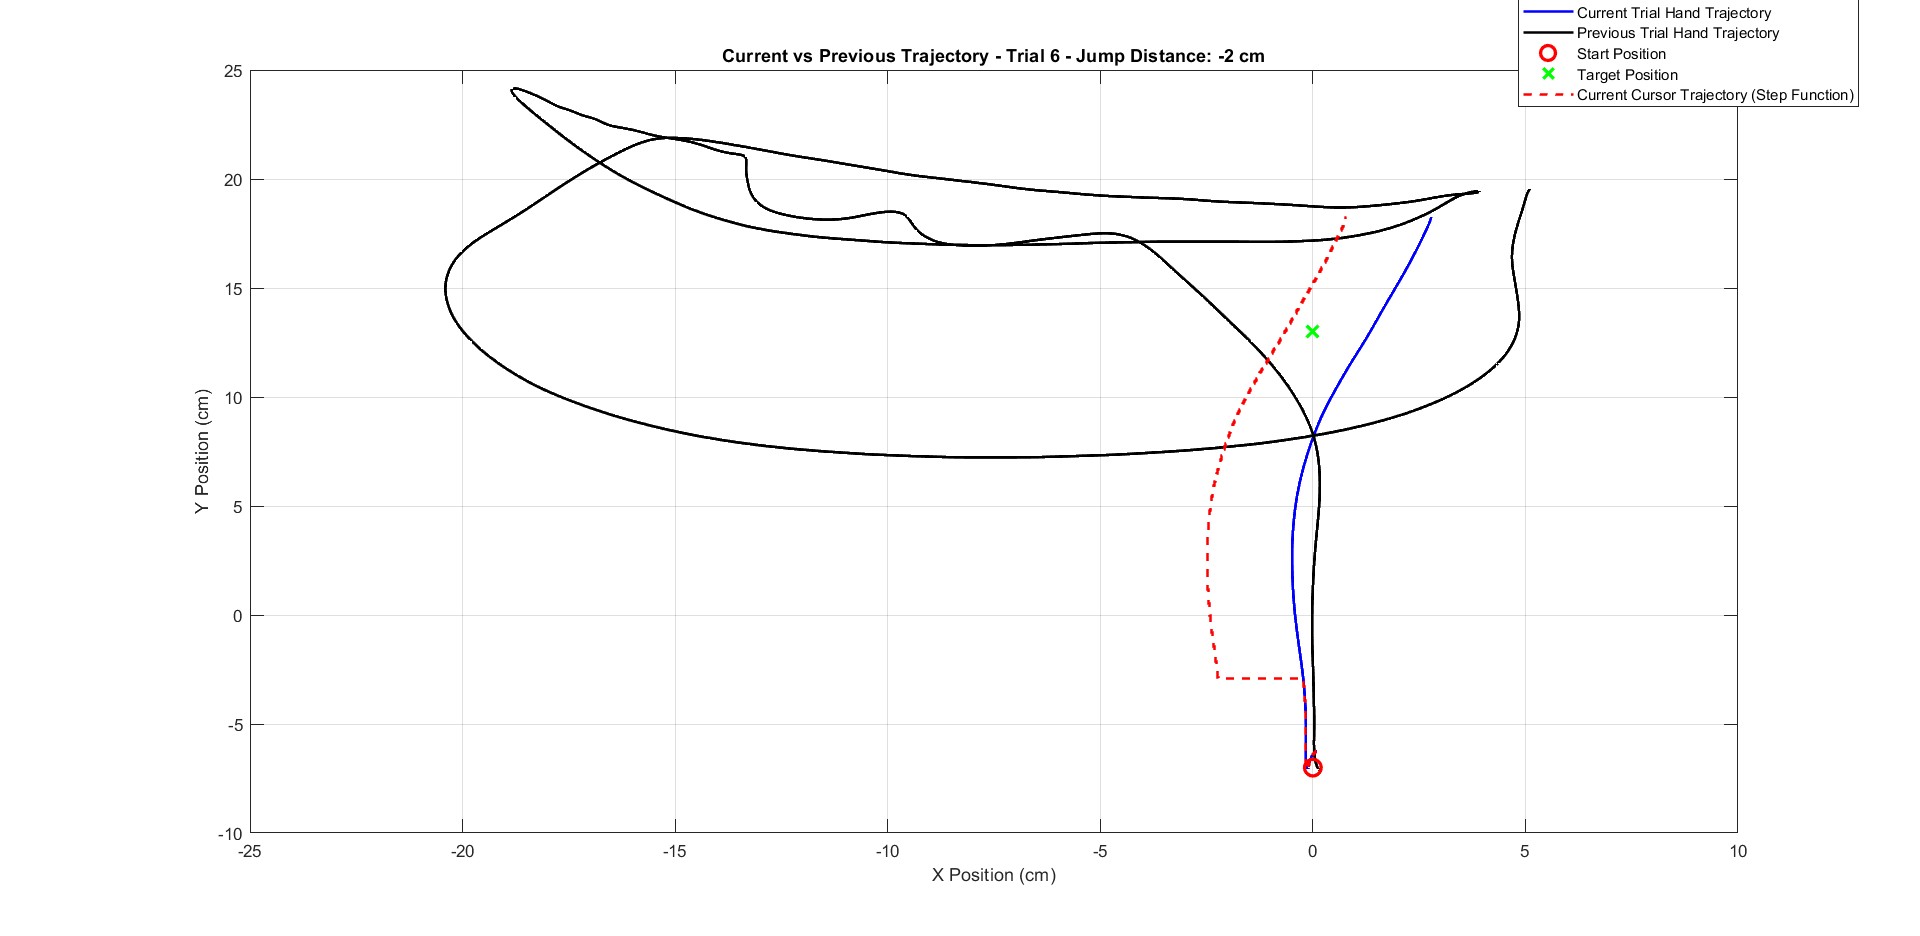 Current Trial Hand Trajectory
Previous Trial Hand Trajectory
Start Position
Target Position
Current Cursor Trajectory (Step Function)
Current vs Previous Trajectory - Trial 6 - Jump Distance: -2 cm
25
20
15
10
5
0
-5
-10
Y Position (cm)
-25
-20
-15
-10
-5
0
5
10
X Position (cm)